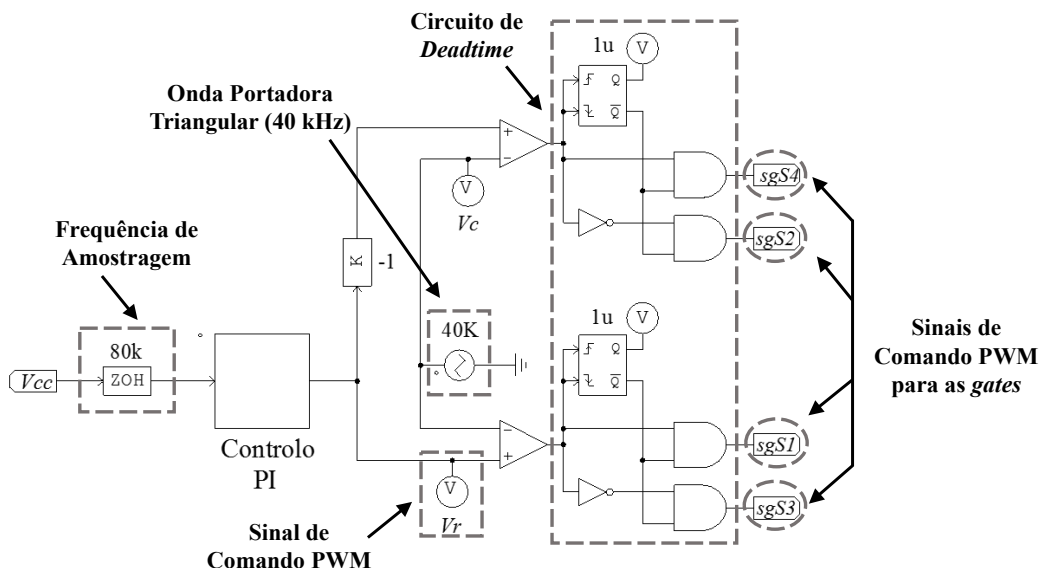 Circuito de
Deadtime
Onda Portadora
Triangular (40 kHz)
Frequência de
Amostragem
80k
Vcc
ZOH
Controlo
PI
K
-1
40K
Vc
V
Vr
V
Sinal de
Comando PWM
1u
V
Q
Q
1u
V
Q
Q
+
−
−
+
sgS4
sgS2
sgS1
sgS3
Sinais de
Comando PWM
para as gates